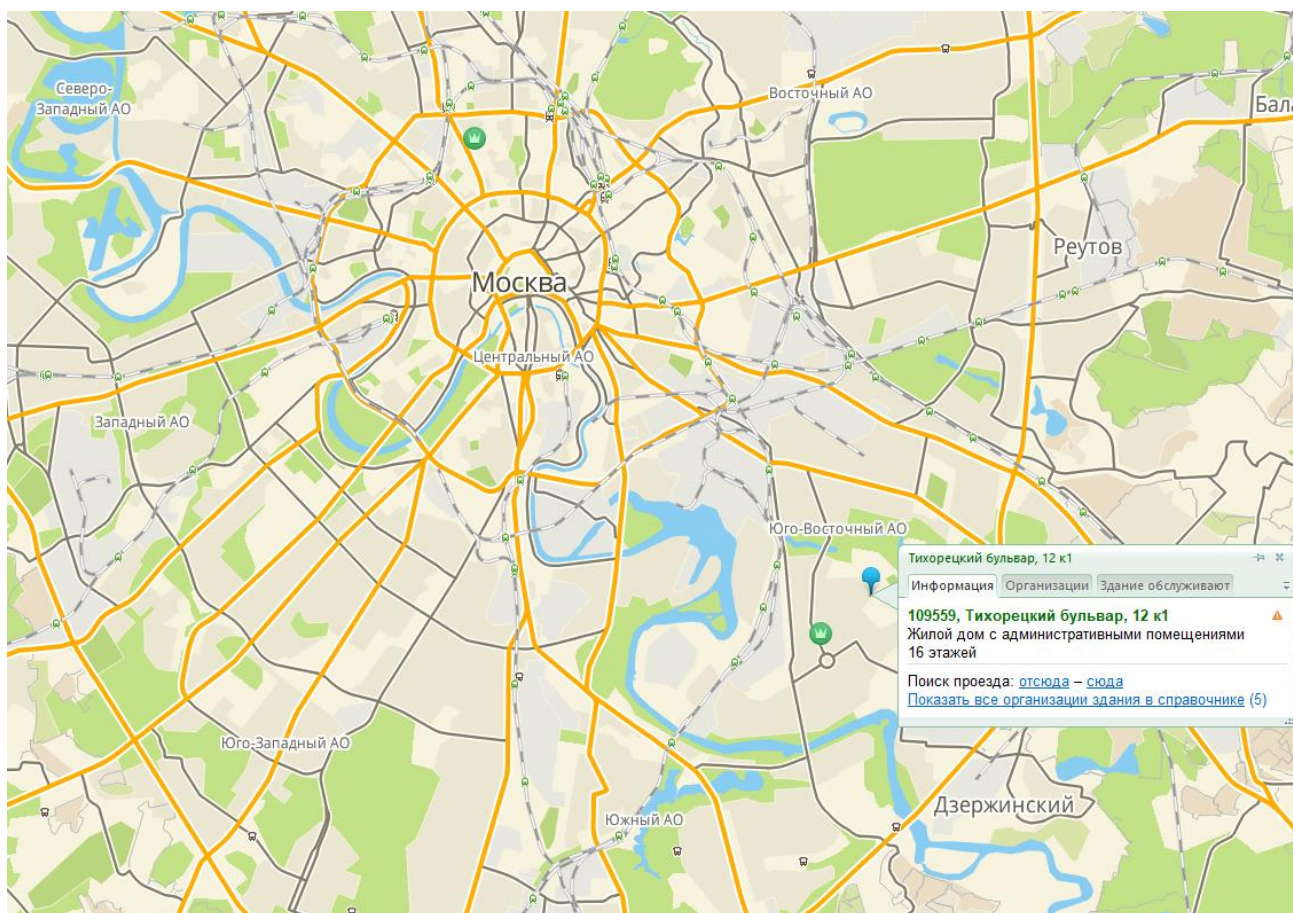 Северо-
Западный АО
Восточный АО
Бала
Реутов
Москва
Центральный АО
Западный АО
Юго-Восточный АО
Тихорецкий бульвар, 12 к1
Информация Организации Здание обслуживают
109559, Тихорецкий бульвар, 12 к1
Жилой дом с административными помещениями
16 этажей
Поиск проезда: отсюда – сюда
Показать все организации здания в справочнике (5)
Юго-Западный АО
Дзержинский
Южный АО